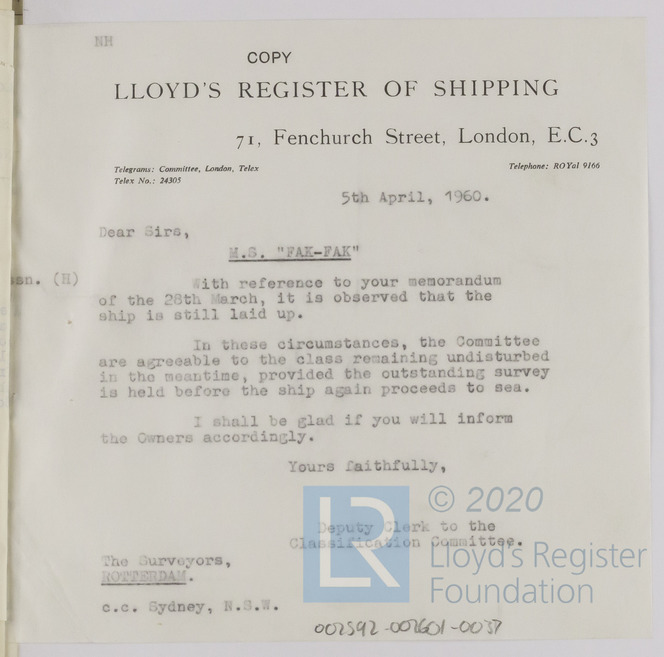 NH
COPY
LLOYD'S REGISTER OF SHIPPING
71, Fenchurch Street, London, E.C.3
Telegrams: Committee, London, Telex
Telephone: ROYal 9166
Telex No.: 24305
5th April, 1960.
Dear Sirs,
M.S. "FAK-FAK"
(H)
With reference to your memorandum
of the 28th March, it is observed that the
ship is still laid up.
In these circumstances, the Committee
are agreeable to the class remaining undisturbed
in the meantime, provided the outstanding survey
is held before the ship again proceeds to sea.
I shall be glad if you will inform
the Owners accordingly.
Yours faithfully,
Deputy Clerk to the
Classification Committee.
The Surveyors,
ROTTERDAM.
c.c. Sydney, N.S.W.
LR
© 2020
Lloyd's Register
Foundation
002592-002601-0037